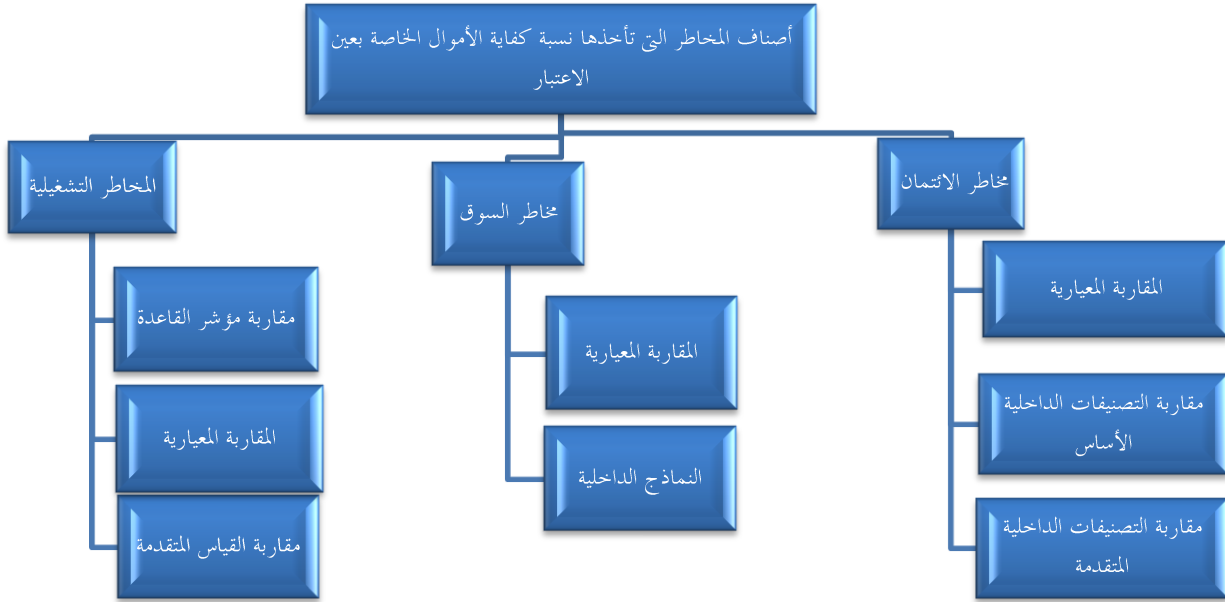 أصناف المخاطر التي تأخذها نسبة كفاية الأموال الخاصة بعين
الاعتبار
مخاطر الائتمان
المقاربة المعيارية
مقاربة التصنيفات الداخلية
الأساس
مقاربة التصنيفات الداخلية
المتقدمة
مخاطر السوق
المقاربة المعيارية
النماذج الداخلية
المخاطر التشغيلية
مقاربة مؤشر القاعدة
المقاربة المعيارية
مقاربة القياس المتقدمة